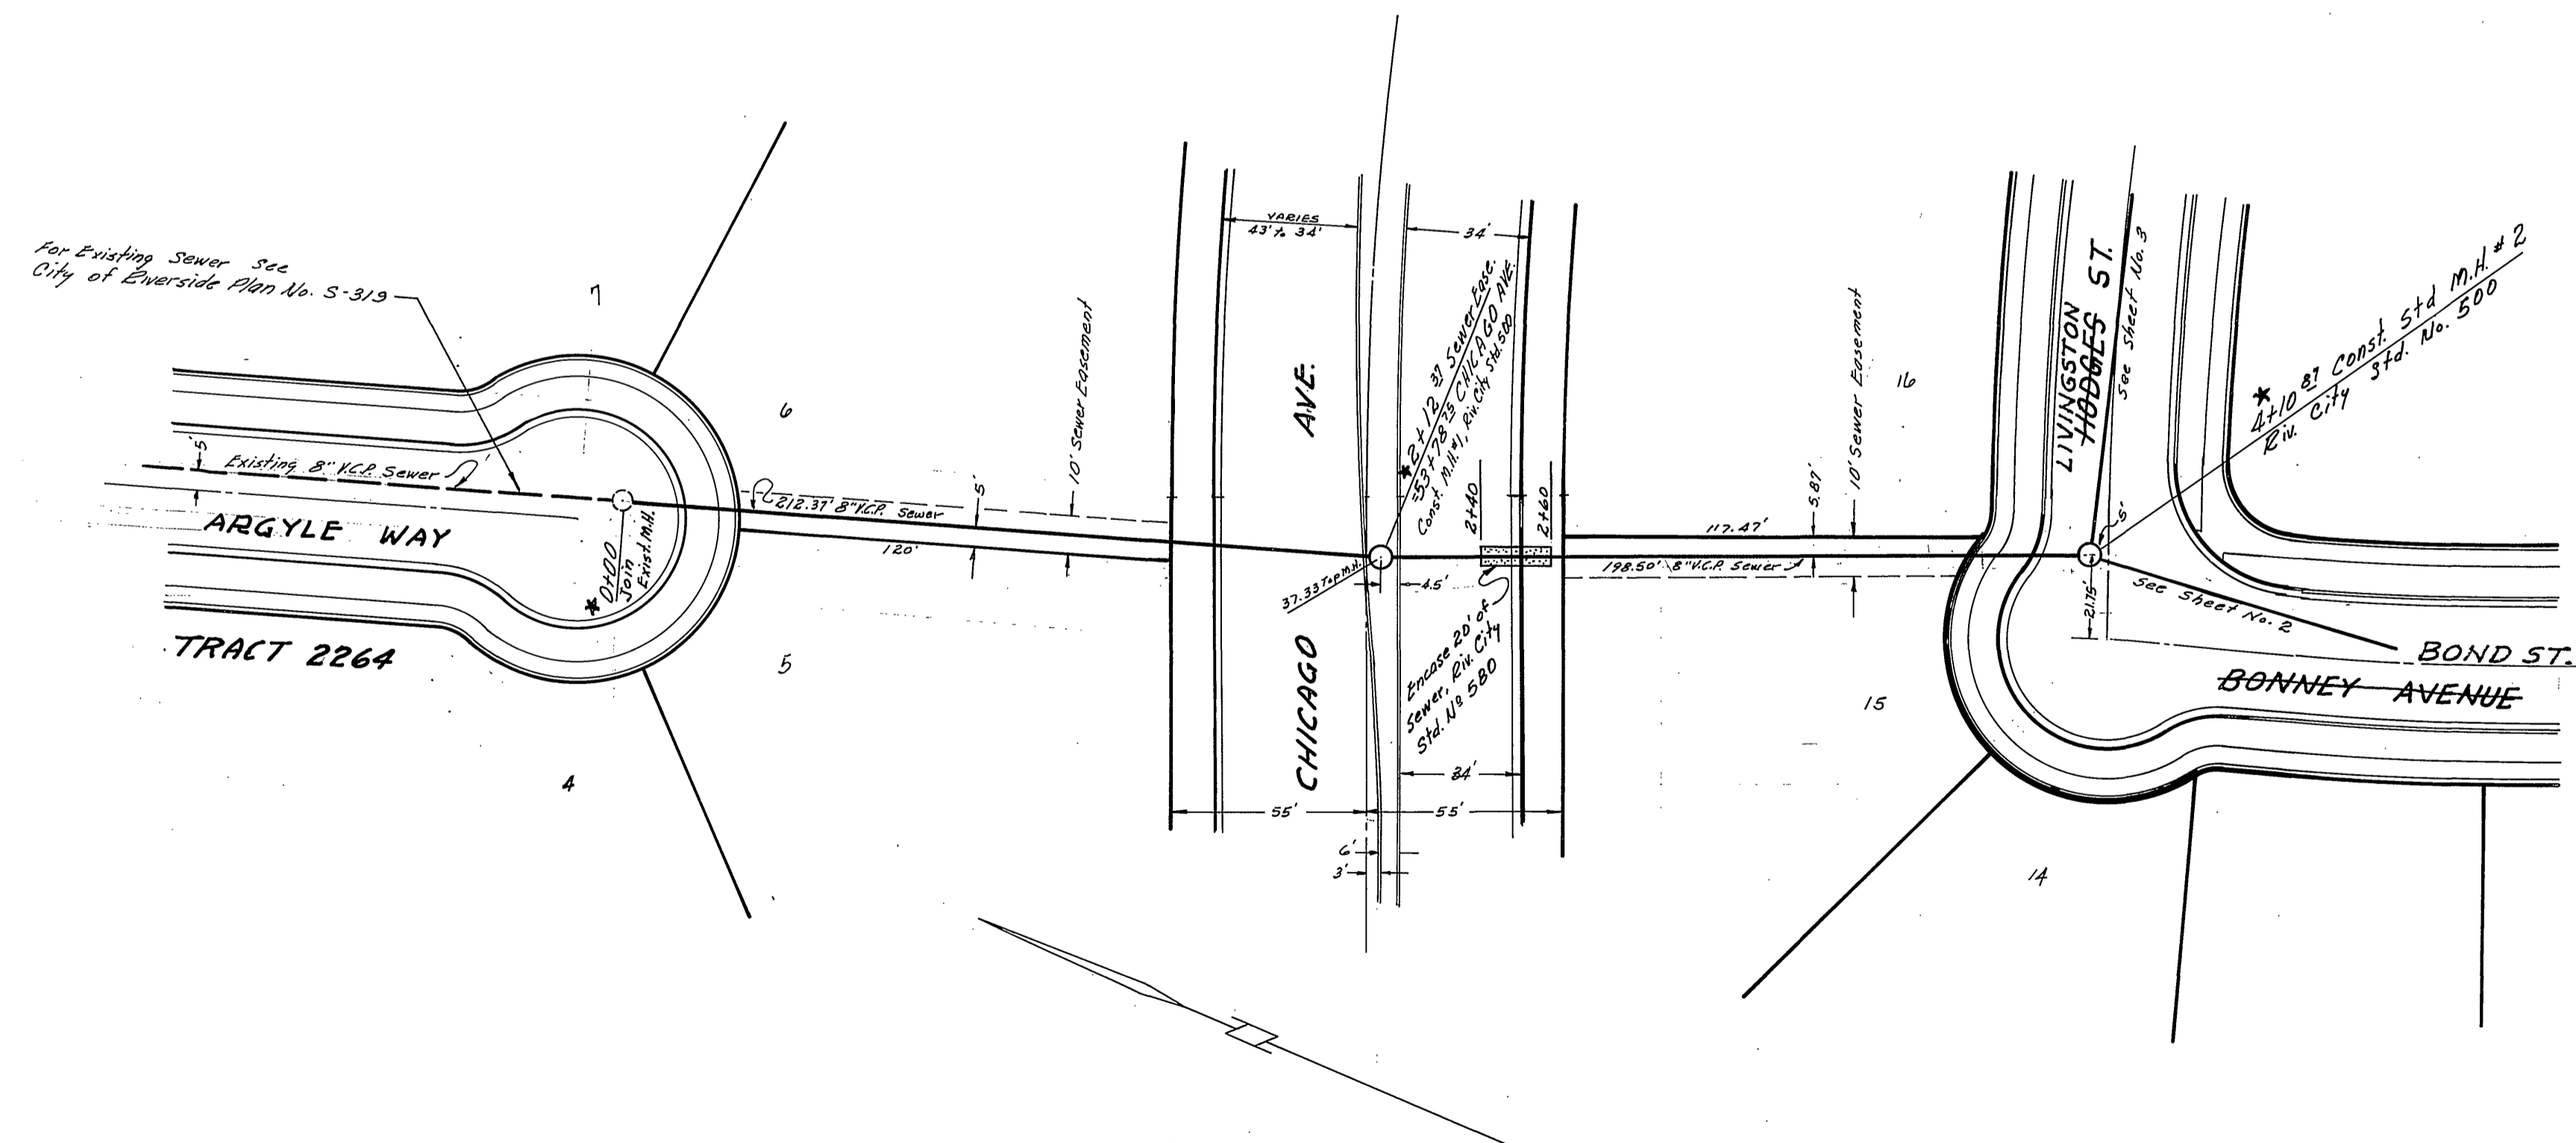 For Existing Sewer See
City of Riverside Plan No. S-319
7
6
5
4
5'
Existing 8" V.C.P. Sewer
ARGYLE WAY
TRACT 2264
* 0+00
Join
Exist. M.H.
212.37' 8" V.C.P. Sewer
120'
5'
10' Sewer Easement
VARIES
43' to 34'
34'
CHICAGO AVE.
* 2+12 37 Sewer Ease.
=53+78 75 CHICAGO AVE.
Const. M.H. #1, Riv. City Std. 500
2+40
2+60
37.33 Top M.H.
4.5'
Encase 20' of
Sewer, Riv. City
Std. No 580
34'
55'
55'
6'
3'
117.47'
5.87'
10' Sewer Easement
198.50' 8" V.C.P. Sewer
16
15
14
LIVINGSTON
HODGES ST.
See Sheet No. 3
* 4+10 87 Const. Std M.H. # 2
Riv. City Std. No. 500
5'
21.75'
See Sheet No. 2
BOND ST.
BONNEY AVENUE